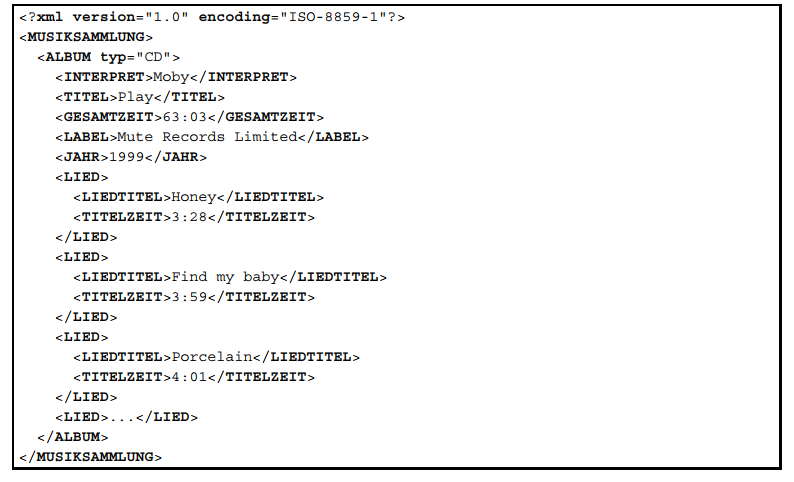 <?xml version="1.0" encoding="ISO-8859-1"?>
<MUSIKSAMMLUNG>
<ALBUM typ="CD">
<INTERPRET>Moby</INTERPRET>
<TITEL>Play</TITEL>
<GESAMTZEIT>63:03</GESAMTZEIT>
<LABEL>Mute Records Limited</LABEL>
<JAHR>1999</JAHR>
<LIED>
<LIEDTITEL>Honey</LIEDTITEL>
<TITELZEIT>3:28</TITELZEIT>
</LIED>
<LIED>
<LIEDTITEL>Find my baby</LIEDTITEL>
<TITELZEIT>3:59</TITELZEIT>
</LIED>
<LIED>
<LIEDTITEL>Porcelain</LIEDTITEL>
<TITELZEIT>4:01</TITELZEIT>
</LIED>
<LIED>...</LIED>
</ALBUM>
</MUSIKSAMMLUNG>